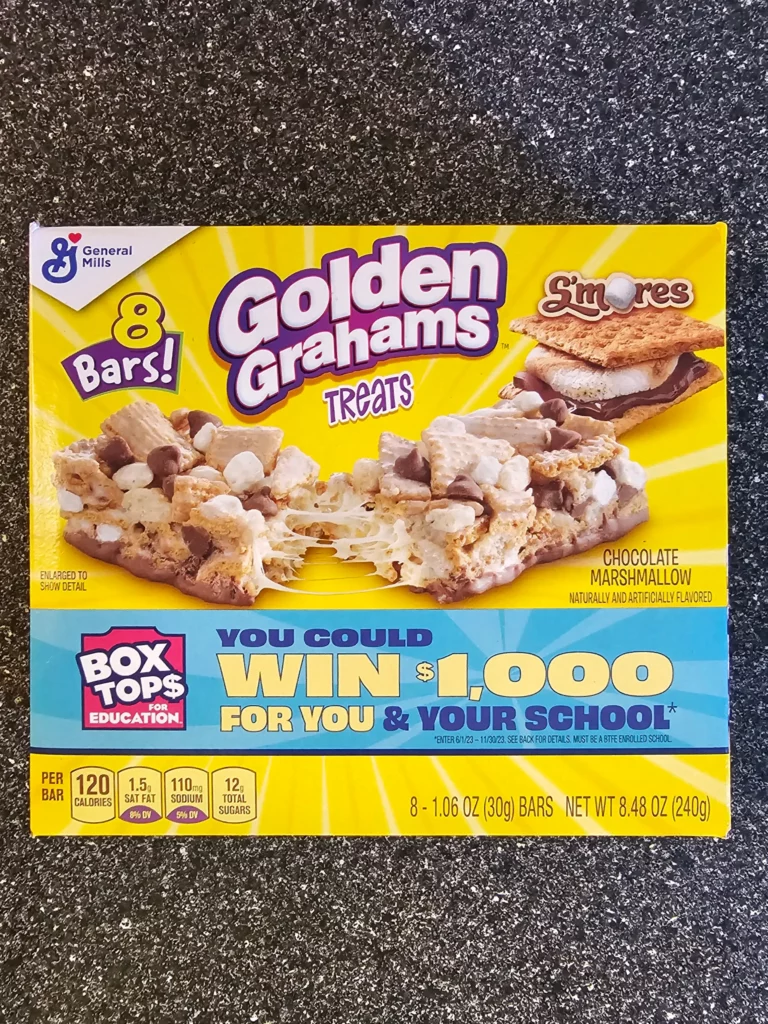 General
Mills
8
Bars!
Golden
Grahams
TM
TREATS
S'mores
ENLARGED TO
SHOW DETAIL
CHOCOLATE
MARSHMALLOW
NATURALLY AND ARTIFICIALLY FLAVORED
BOX
TOP$
FOR
EDUCATION
YOU COULD
WIN $1,000
FOR YOU & YOUR SCHOOL*
*ENTER 6/1/23 – 11/30/23. SEE BACK FOR DETAILS. MUST BE A BTFE ENROLLED SCHOOL.
PER
BAR
120
CALORIES
1.5g
SAT FAT
8% DV
110mg
SODIUM
5% DV
12g
TOTAL
SUGARS
8 - 1.06 OZ (30g) BARS NET WT 8.48 OZ (240g)